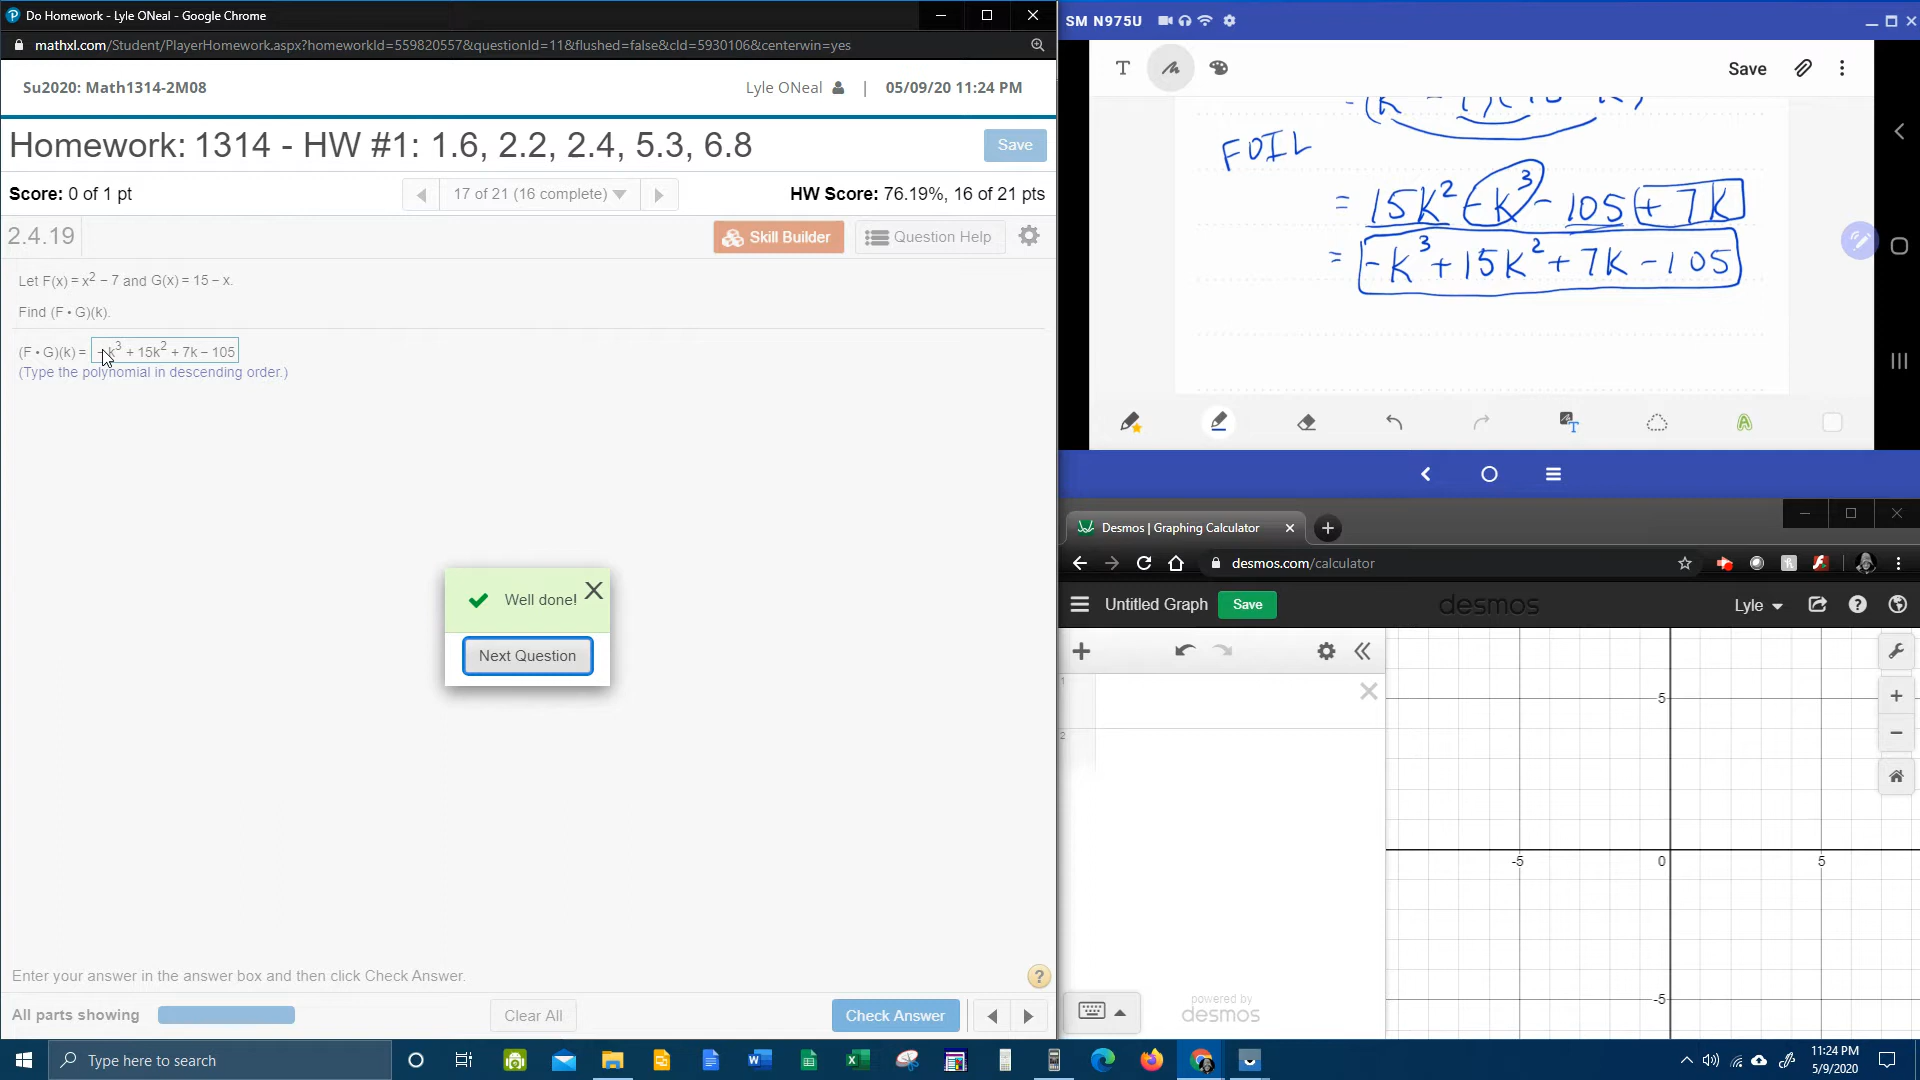 Do Homework - Lyle ONeal - Google Chrome
mathxl.com/Student/PlayerHomework.aspx?homeworkId=559820557&questionId=11&flushed=false&cId=5930106&centerwin=yes
Su2020: Math1314-2M08
Lyle ONeal | 05/09/20 11:24 PM
Homework: 1314 - HW #1: 1.6, 2.2, 2.4, 5.3, 6.8
Save
Score: 0 of 1 pt
17 of 21 (16 complete)
HW Score: 76.19%, 16 of 21 pts
2.4.19
Skill Builder
Question Help
Let F(x) = x² − 7 and G(x) = 15 − x.
Find (F • G)(k).
(F • G)(k) = − k³ + 15k² + 7k − 105
(Type the polynomial in descending order.)
Well done!
Next Question
Enter your answer in the answer box and then click Check Answer.
All parts showing
Clear All
Check Answer
SM N975U
T
Save
FOIL
= 15k² − k³ − 105 + 7k
= −k³ + 15k² + 7k − 105
Desmos | Graphing Calculator
desmos.com/calculator
Untitled Graph
Save
desmos
Lyle
1
2
5
-5
0
5
-5
powered by
desmos
Type here to search
11:24 PM
5/9/2020